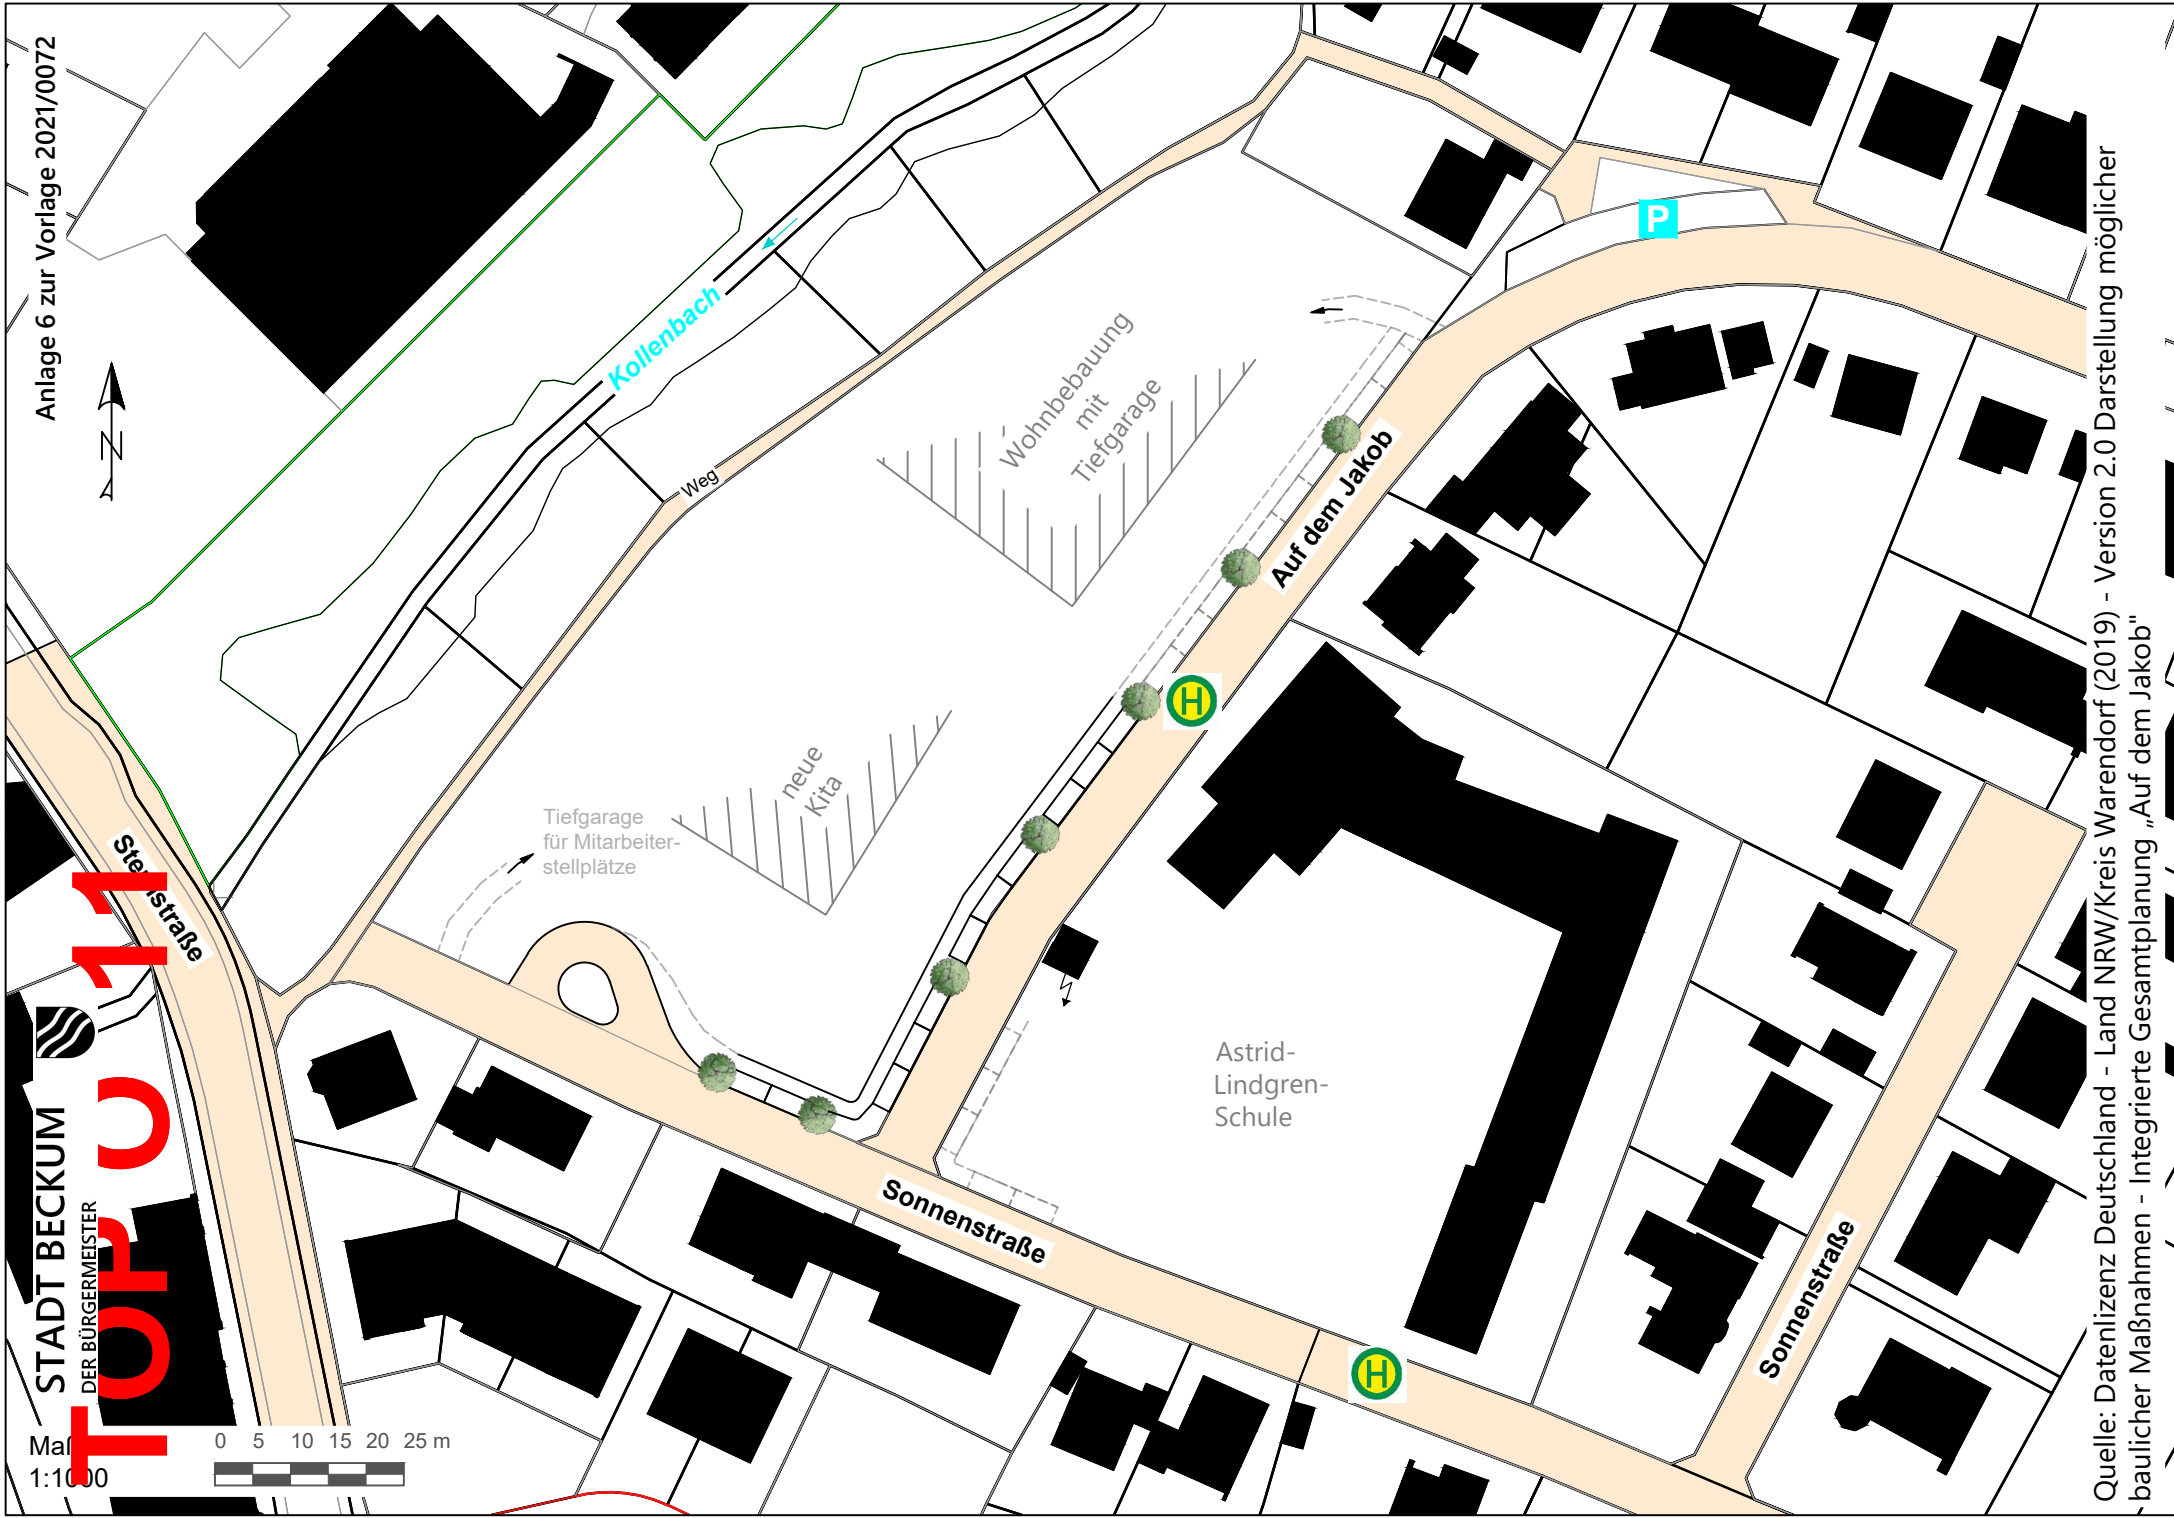 Anlage 6 zur Vorlage 2021/0072
N
Kollenbach
Weg
Wohnbebauung
mit
Tiefgarage
P
Auf dem Jakob
H
neue
Kita
Tiefgarage
für Mitarbeiter-
stellplätze
Astrid-
Lindgren-
Schule
Sonnenstraße
Sonnenstraße
H
STADT BECKUM
DER BÜRGERMEISTER
TOP Ö 11
1:1000
0 5 10 15 20 25 m
Quelle: Datenlizenz Deutschland - Land NRW/Kreis Warendorf (2019) - Version 2.0 Darstellung möglicher
baulicher Maßnahmen - Integrierte Gesamtplanung „Auf dem Jakob"